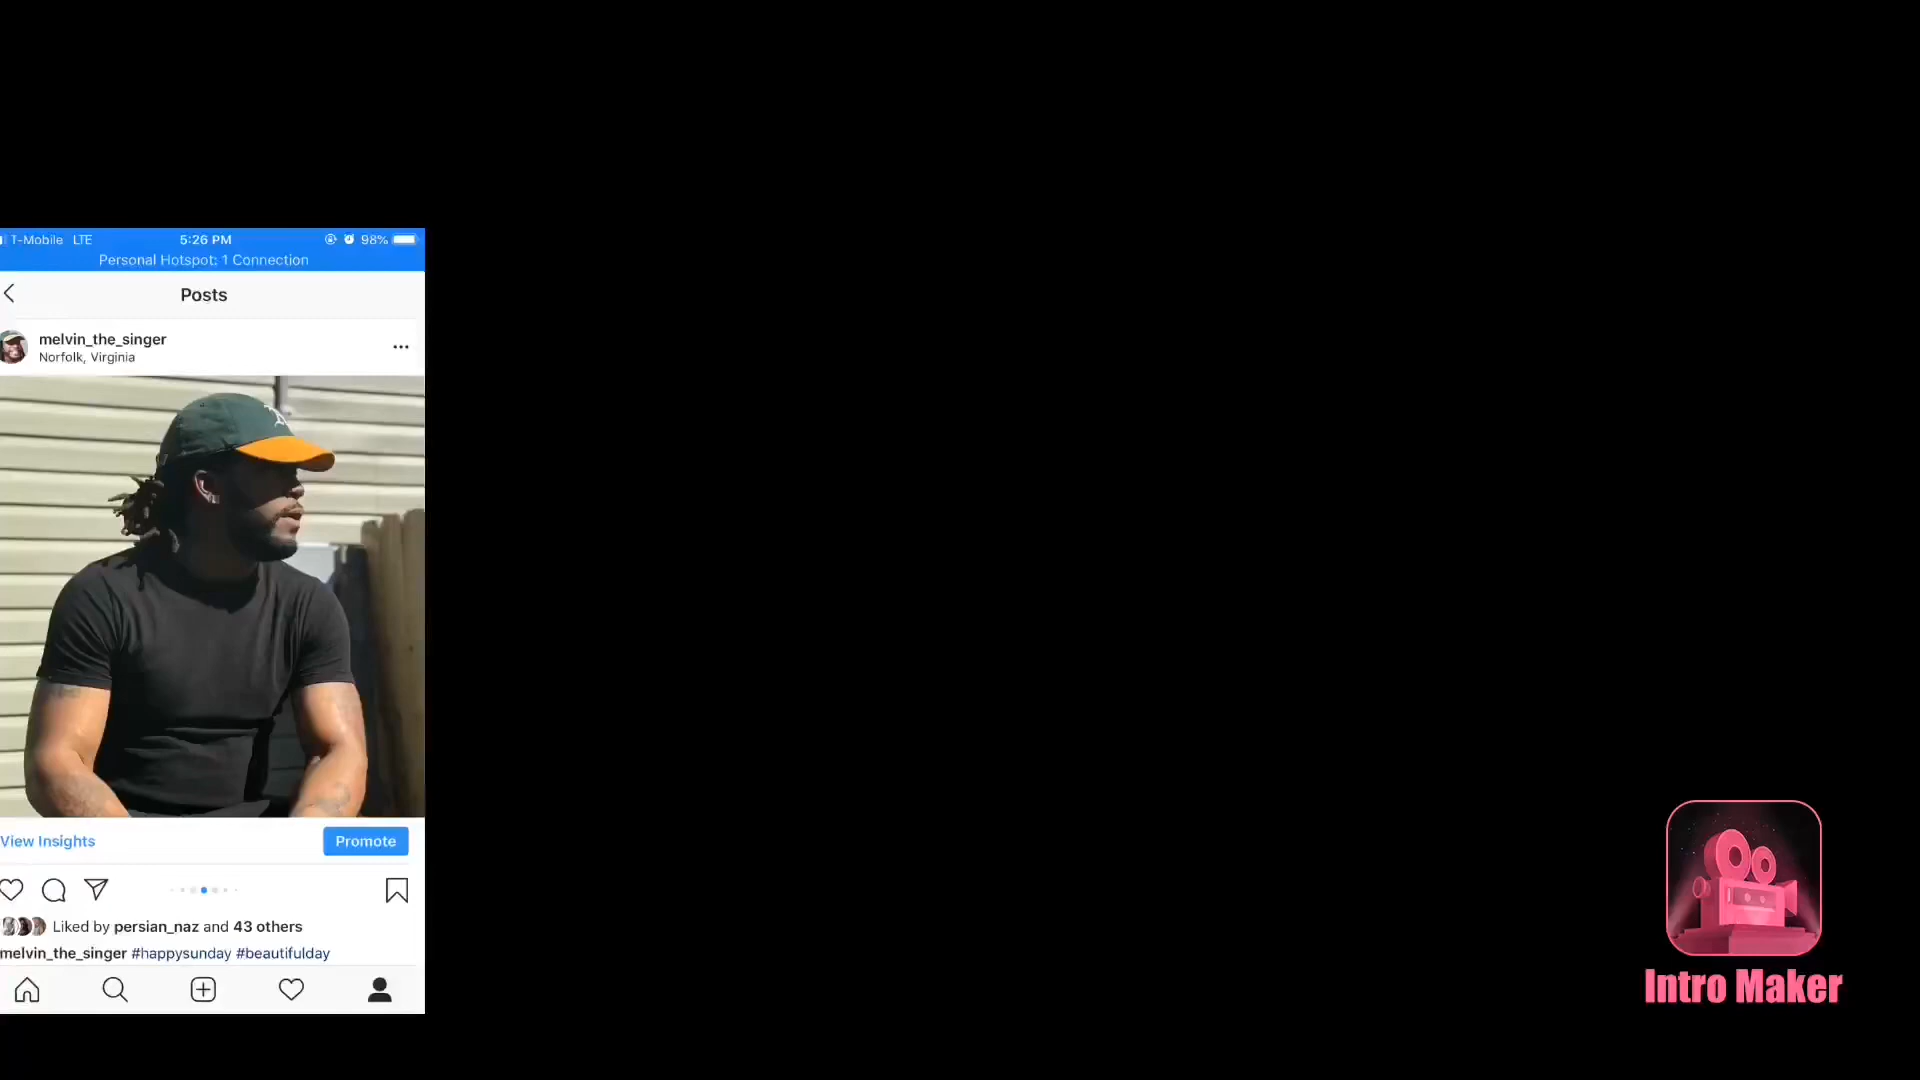 T-Mobile LTE 5:26 PM 98%
Personal Hotspot: 1 Connection
Posts
melvin_the_singer
Norfolk, Virginia
View Insights
Promote
Liked by persian_naz and 43 others
melvin_the_singer #happysunday #beautifulday
Intro Maker